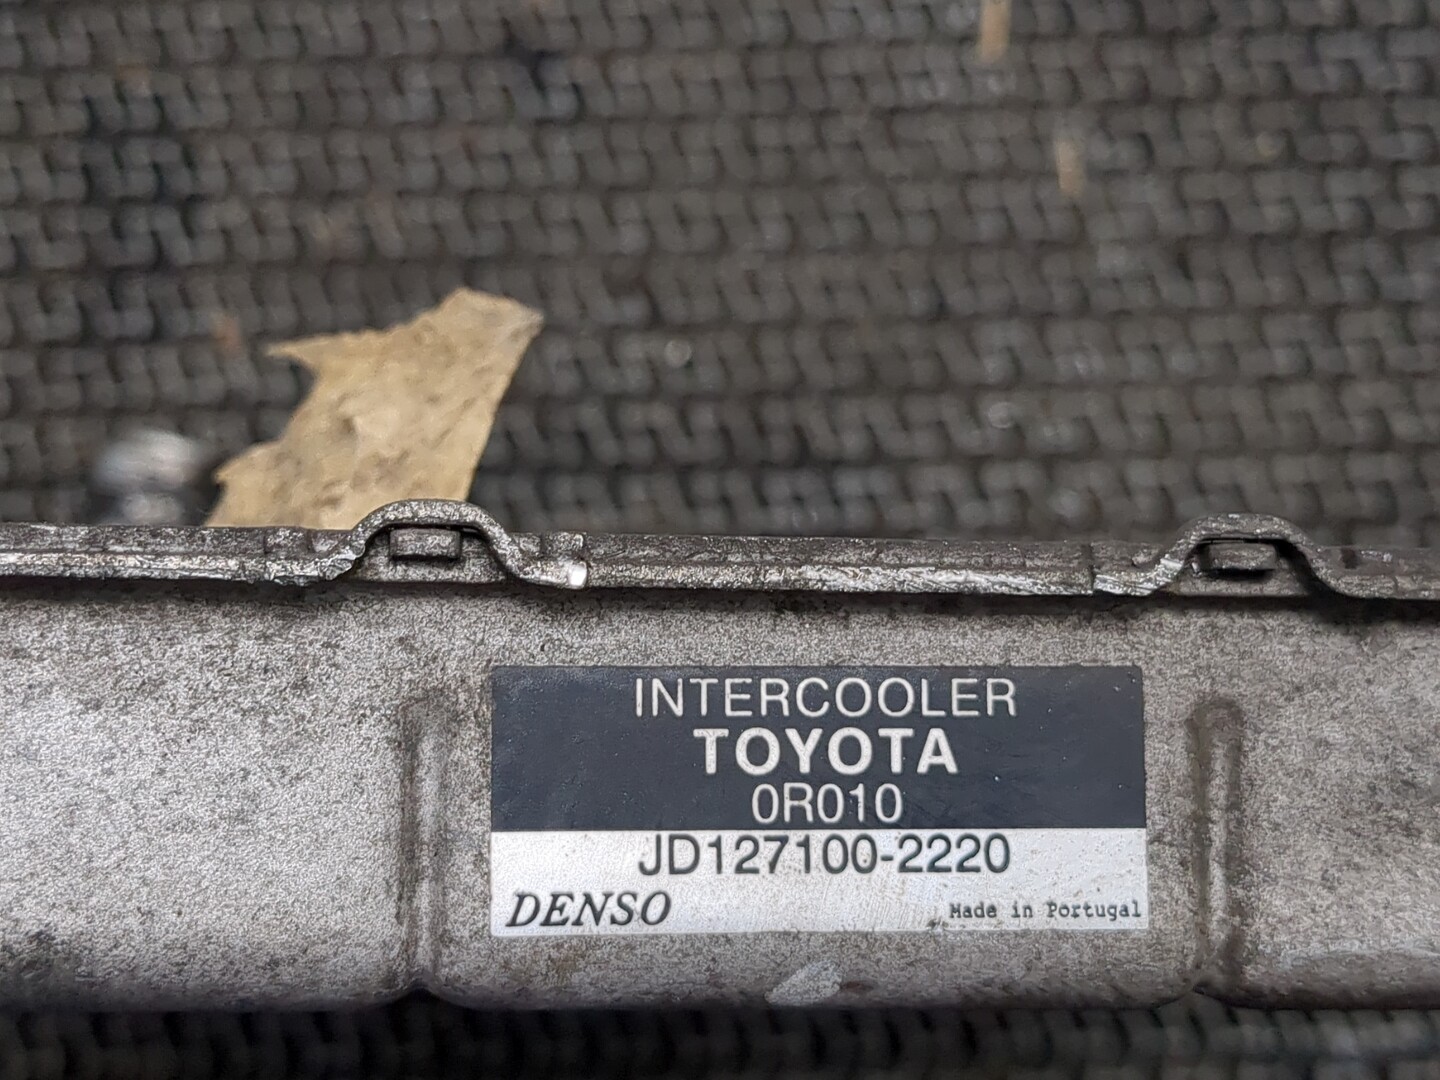 INTERCOOLER
TOYOTA
0R010
JD127100-2220
DENSO
Made in Portugal